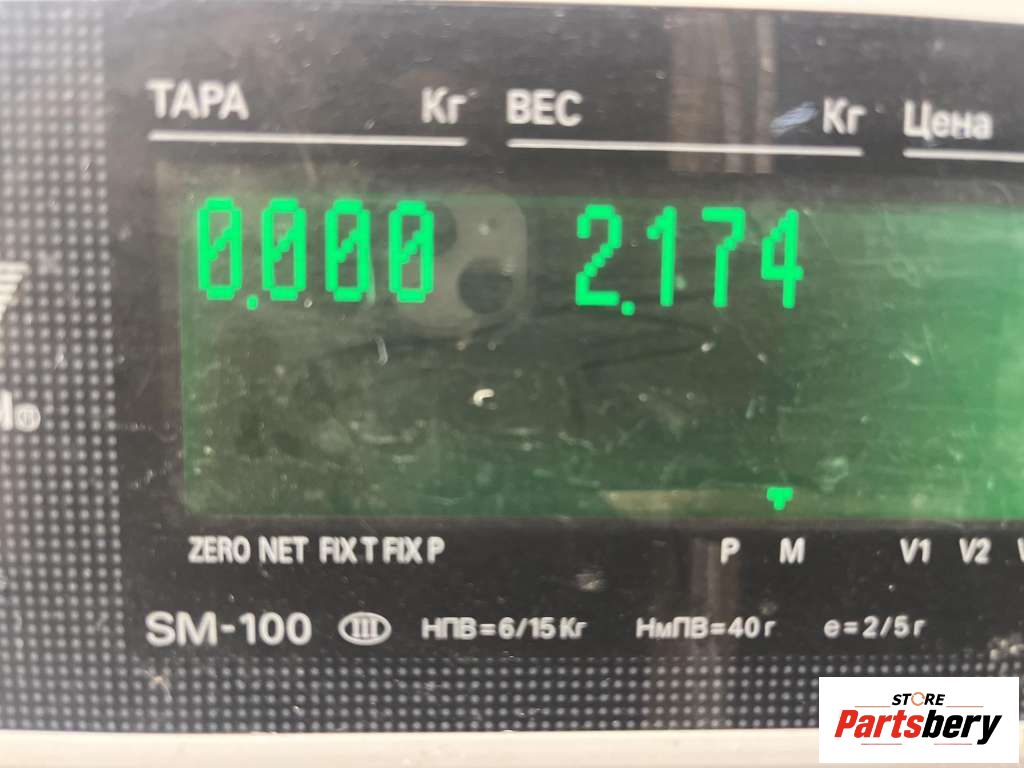 ТАРА Кг ВЕС Кг Цена
0.000 2.174
ZERO NET FIX T FIX P P M V1 V2
SM-100 III НПВ=6/15 Кг НмПВ=40 г e=2/5 г
STORE
Partsbery